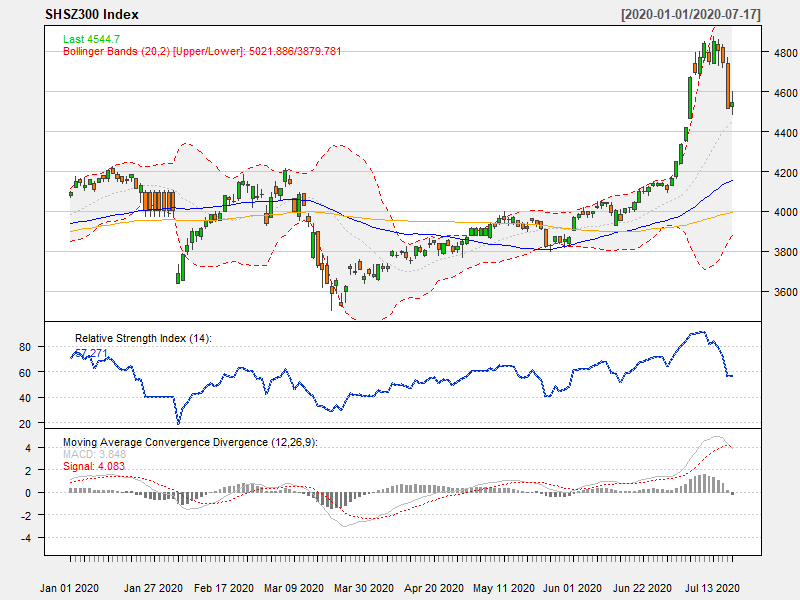 SHSZ300 Index
[2020-01-01/2020-07-17]
Last 4544.7
Bollinger Bands (20,2) [Upper/Lower]: 5021.886/3879.781
4800
4600
4400
4200
4000
3800
3600
Relative Strength Index (14):
57.271
80
60
40
20
Moving Average Convergence Divergence (12,26,9):
MACD: 3.848
Signal: 4.083
4
2
0
-2
-4
Jan 01 2020
Jan 27 2020
Feb 17 2020
Mar 09 2020
Mar 30 2020
Apr 20 2020
May 11 2020
Jun 01 2020
Jun 22 2020
Jul 13 2020